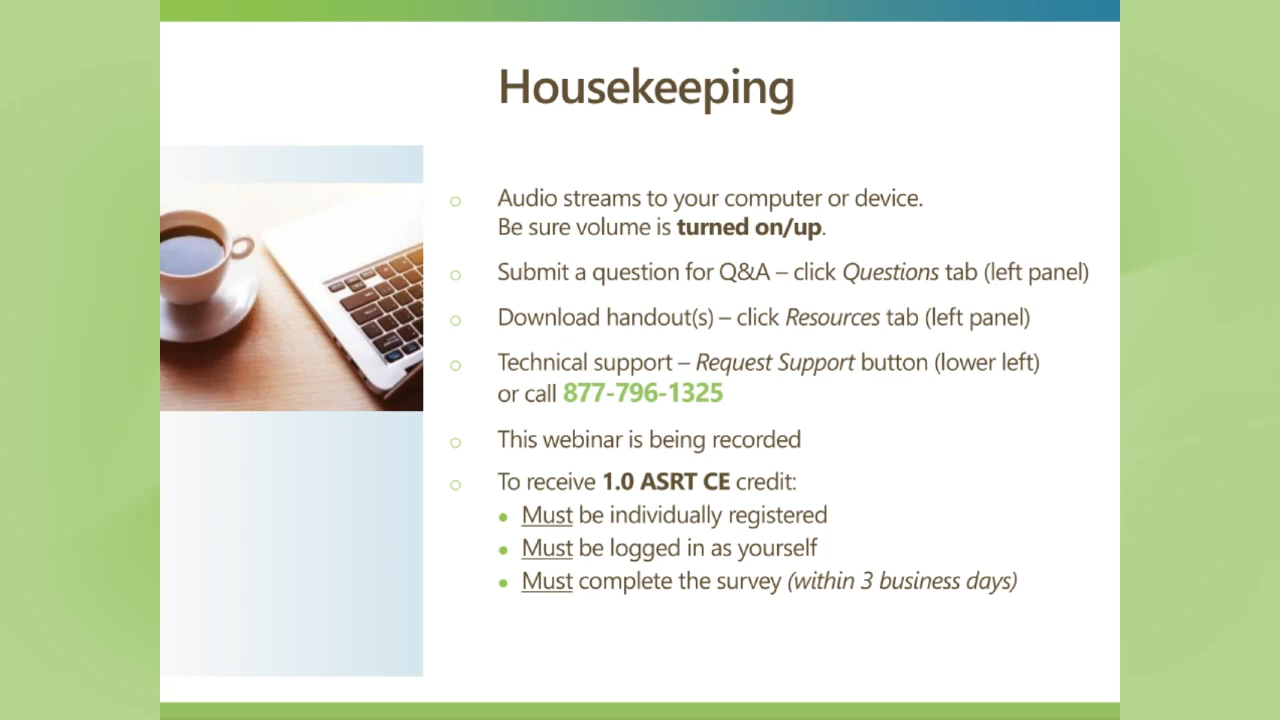 Housekeeping
Audio streams to your computer or device.
Be sure volume is turned on/up.
Submit a question for Q&A – click Questions tab (left panel)
Download handout(s) – click Resources tab (left panel)
Technical support – Request Support button (lower left)
or call 877-796-1325
This webinar is being recorded
To receive 1.0 ASRT CE credit:
Must be individually registered
Must be logged in as yourself
Must complete the survey (within 3 business days)